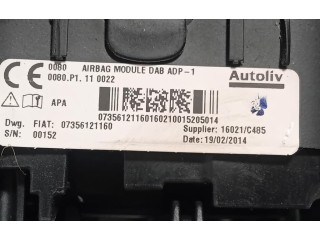 CE 0080 AIRBAG MODULE DAB ADP-1
0080.P1. 11 0022
Autoliv
APA
07356121160160210015205014
Dwg. FIAT: 07356121160
Supplier: 16021/C485
S/N: 00152
Date: 19/02/2014